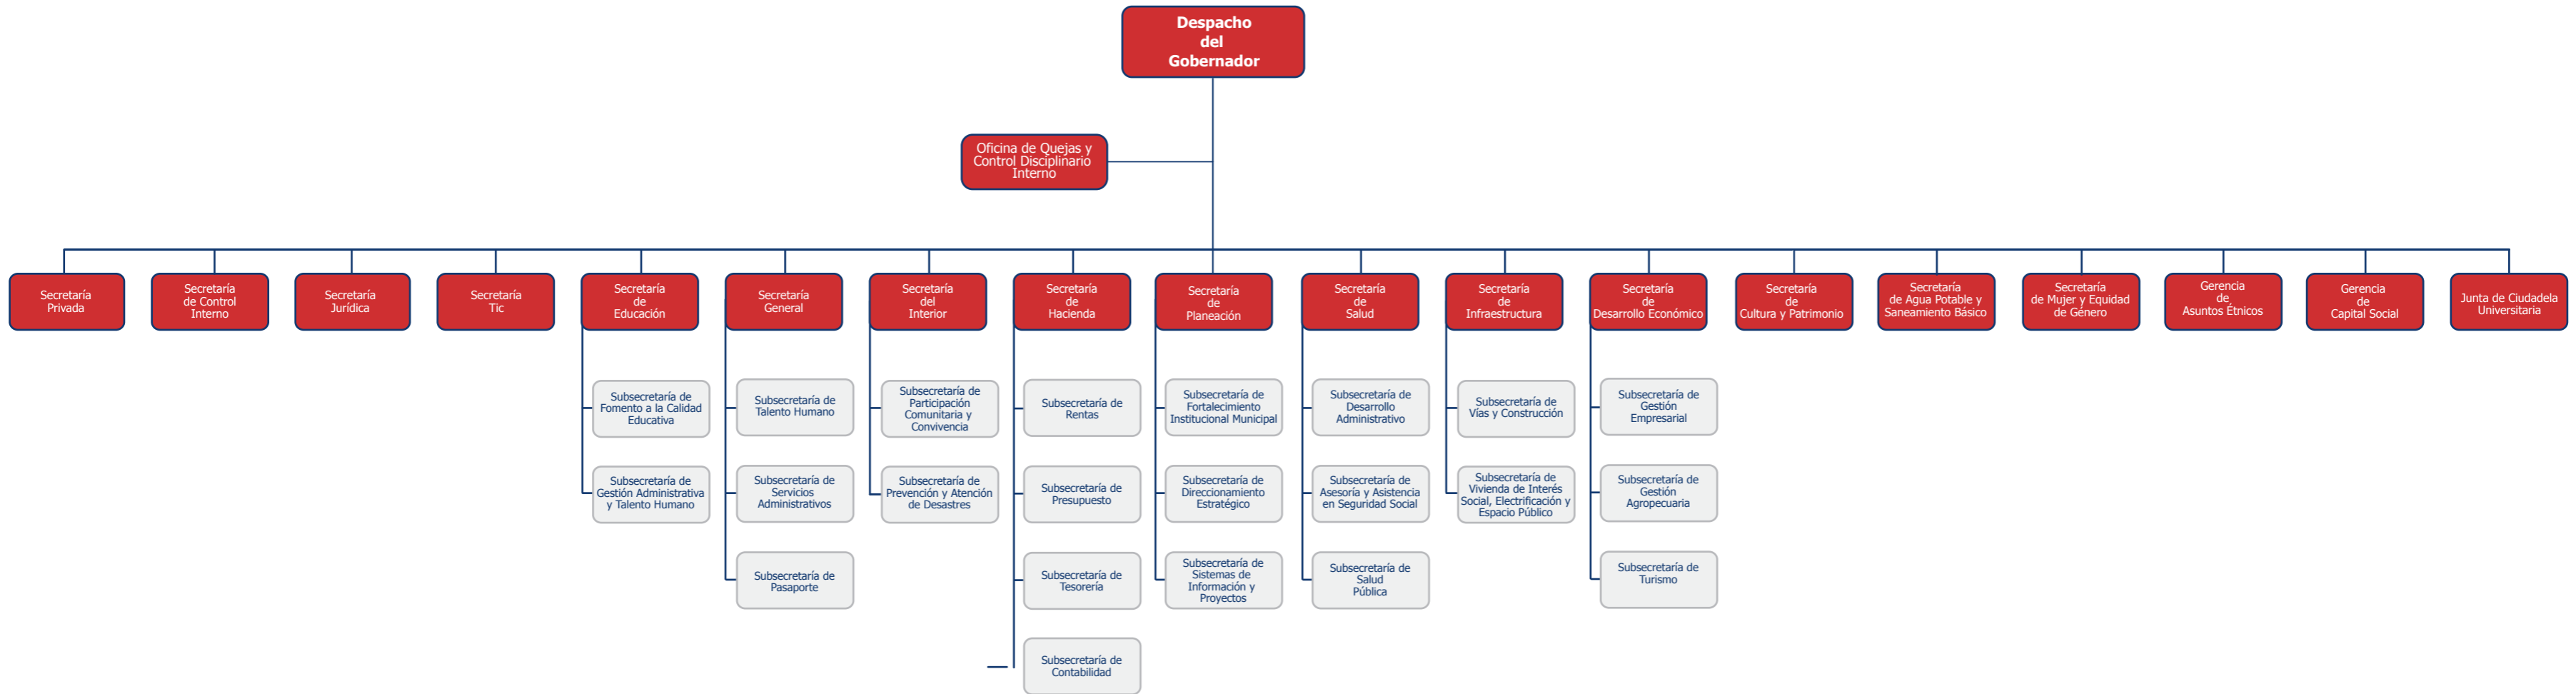 Despacho
del
Gobernador
Oficina de Quejas y
Control Disciplinario
Interno
Secretaría
Privada
Secretaría
de Control
Interno
Secretaría
Jurídica
Secretaría
Tic
Secretaría
de
Educación
Secretaría
General
Secretaría
del
Interior
Secretaría
de
Hacienda
Secretaría
de
Planeación
Secretaría
de
Salud
Secretaría
de
Infraestructura
Secretaría
de
Desarrollo Económico
Secretaría
de
Cultura y Patrimonio
Secretaría
de Agua Potable y
Saneamiento Básico
Secretaría
de Mujer y Equidad
de Género
Gerencia
de
Asuntos Étnicos
Gerencia
de
Capital Social
Junta de Ciudadela
Universitaria
Subsecretaría de
Fomento a la Calidad
Educativa
Subsecretaría de
Talento Humano
Subsecretaría de
Participación
Comunitaria y
Convivencia
Subsecretaría de
Rentas
Subsecretaría de
Fortalecimiento
Institucional Municipal
Subsecretaría de
Desarrollo
Administrativo
Subsecretaría de
Vías y Construcción
Subsecretaría de
Gestión
Empresarial
Subsecretaría de
Gestión Administrativa
y Talento Humano
Subsecretaría de
Servicios
Administrativos
Subsecretaría de
Prevención y Atención
de Desastres
Subsecretaría de
Presupuesto
Subsecretaría de
Direccionamiento
Estratégico
Subsecretaría de
Asesoría y Asistencia
en Seguridad Social
Subsecretaría de
Vivienda de Interés
Social, Electrificación y
Espacio Público
Subsecretaría de
Gestión
Agropecuaria
Subsecretaría de
Pasaporte
Subsecretaría de
Tesorería
Subsecretaría de
Sistemas de
Información y
Proyectos
Subsecretaría de
Salud
Pública
Subsecretaría de
Turismo
Subsecretaría de
Contabilidad